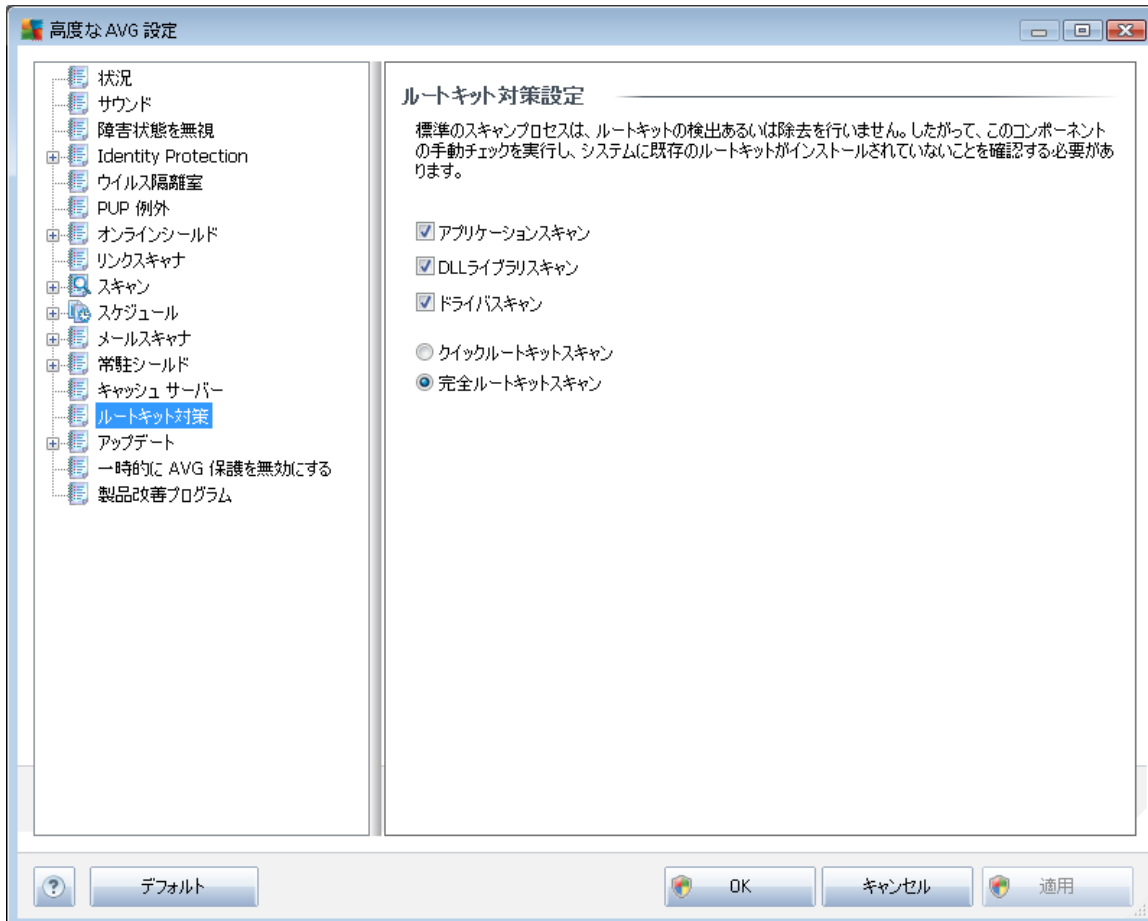 高度な AVG 設定
状況
サウンド
障害状態を無視
Identity Protection
ウイルス隔離室
PUP 例外
オンラインシールド
リンクスキャナ
スキャン
スケジュール
メールスキャナ
常駐シールド
キャッシュ サーバー
ルートキット対策
アップデート
一時的に AVG 保護を無効にする
製品改善プログラム
ルートキット対策設定
標準のスキャンプロセスは、ルートキットの検出あるいは除去を行いません。したがって、このコンポーネント
の手動チェックを実行し、システムに既存のルートキットがインストールされていないことを確認する必要があ
ります。
アプリケーションスキャン
DLLライブラリスキャン
ドライバスキャン
クイックルートキットスキャン
完全ルートキットスキャン
? デフォルト OK キャンセル 適用